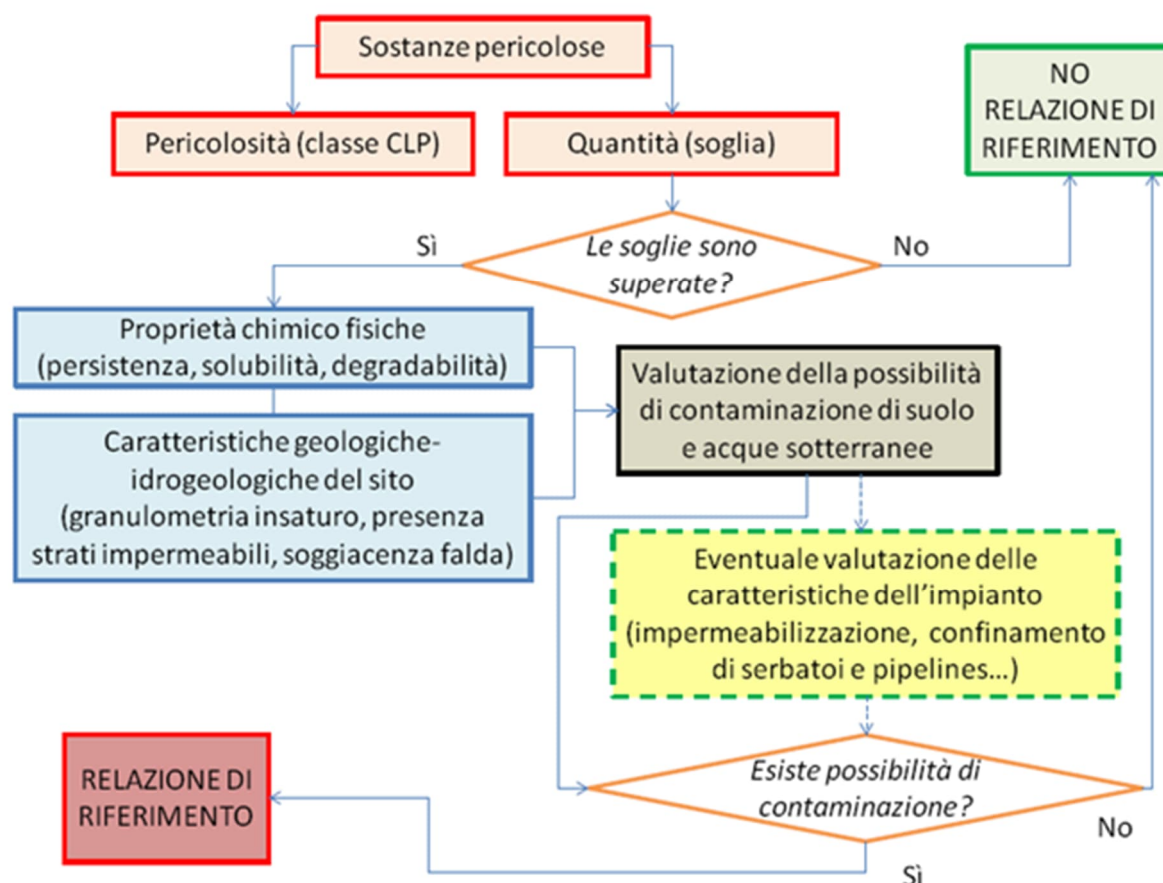 Sostanze pericolose
NO
RELAZIONE DI
RIFERIMENTO
Pericolosità (classe CLP)
Quantità (soglia)
Sì
Le soglie sono
superate?
No
Proprietà chimico fisiche
(persistenza, solubilità, degradabilità)
Valutazione della possibilità
di contaminazione di suolo
e acque sotterranee
Caratteristiche geologiche-
idrogeologiche del sito
(granulometria insaturo, presenza
strati impermeabili, soggiacenza falda)
Eventuale valutazione delle
caratteristiche dell'impianto
(impermeabilizzazione, confinamento
di serbatoi e pipelines...)
RELAZIONE DI
RIFERIMENTO
Esiste possibilità di
contaminazione?
No
Sì